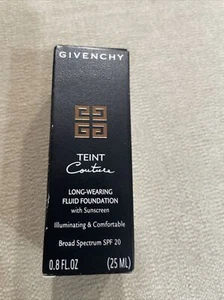 GIVENCHY
TEINT
Couture
LONG-WEARING
FLUID FOUNDATION
with Sunscreen
Illuminating & Comfortable
Broad Spectrum SPF 20
0.8 FL.OZ (25 ML)